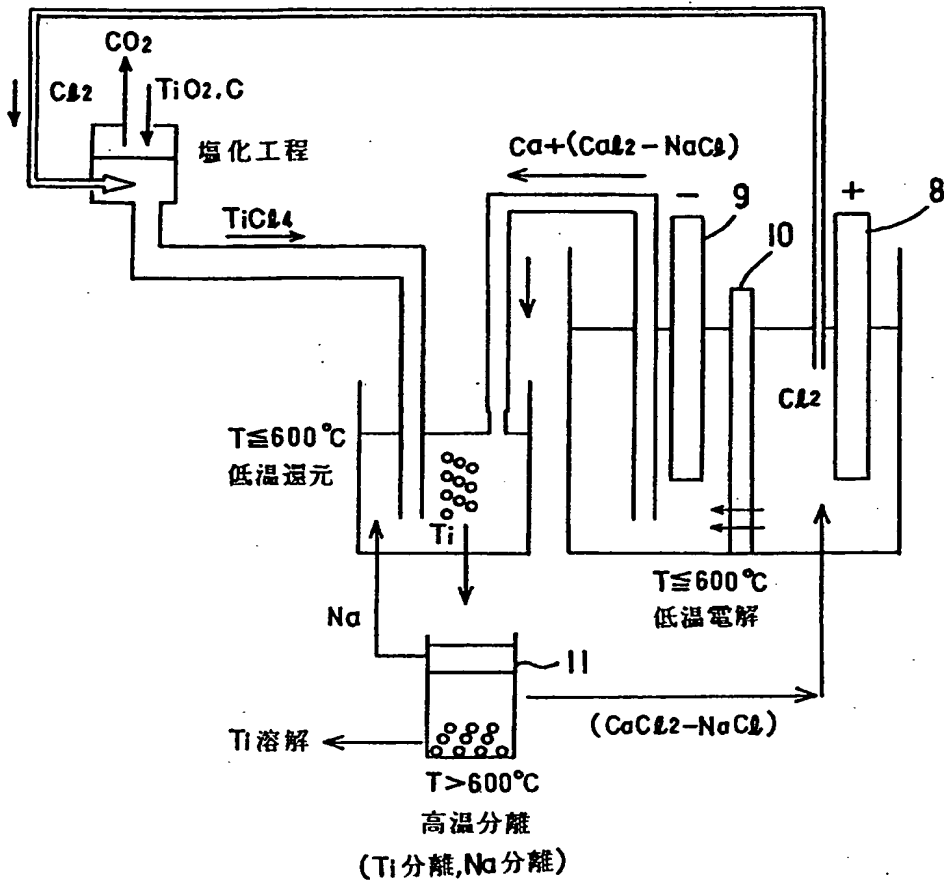 CO2
Cl2
TiO2.C
塩化工程
Ca+(Cal2-NaCl)
TiCl4
-
9
+
8
10
Cl2
T≦600°C
低温還元
Ti
T≦600°C
低温電解
Na
11
(CaCl2-NaCl)
Ti溶解
T>600°C
高温分離
(Ti分離,Na分離)